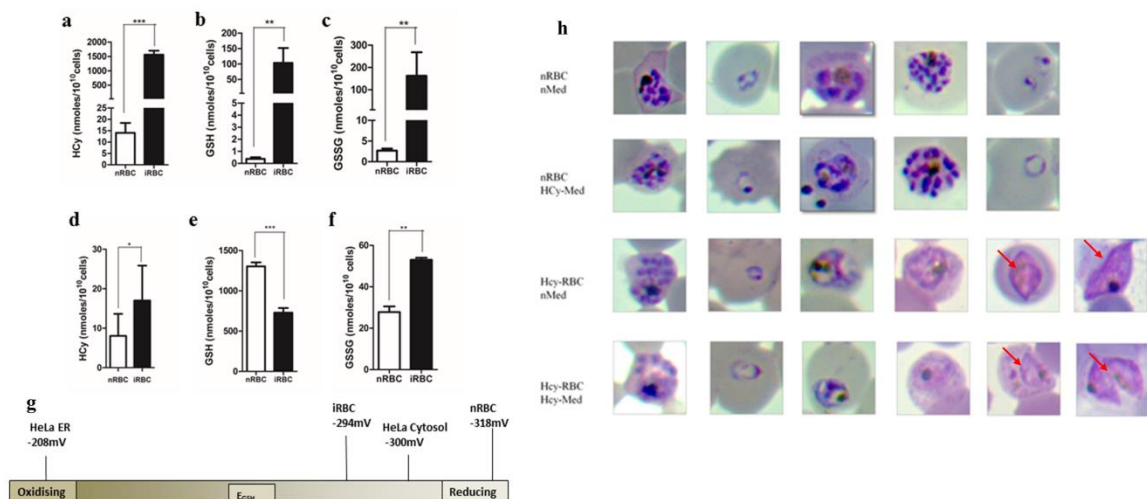 a
***
HCy (nmoles/10¹⁰cells)
2000
1500
1000
500
25
20
15
10
5
0
nRBC iRBC
b
**
GSH (nmoles/10¹⁰cells)
200
150
100
50
5
4
3
2
1
0
nRBC iRBC
c
**
GSSG (nmoles/10¹⁰cells)
300
200
100
10
5
0
nRBC iRBC
d
*
HCy (nmoles/10¹⁰cells)
30
20
10
0
nRBC iRBC
e
***
GSH (nmoles/10¹⁰cells)
1500
1000
500
0
nRBC iRBC
f
**
GSSG (nmoles/10¹⁰cells)
60
40
20
0
nRBC iRBC
g
HeLa ER
-208mV
iRBC
-294mV
HeLa Cytosol
-300mV
nRBC
-318mV
Oxidising
Reducing
h
nRBC
nMed
nRBC
HCy-Med
Hcy-RBC
nMed
Hcy-RBC
Hcy-Med